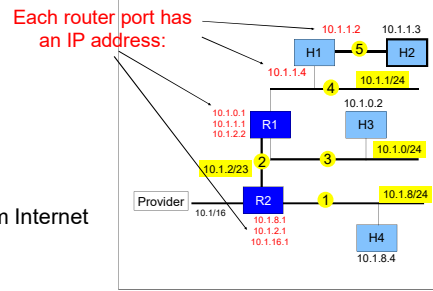 Each router port has
an IP address:
10.1.1.2
10.1.1.3
H1
5
H2
10.1.1.4
10.1.1/24
4
10.1.0.1
10.1.1.1
10.1.2.2
R1
10.1.0.2
H3
10.1.0/24
10.1.2/23
2
3
Provider
10.1/16
R2
1
10.1.8/24
Internet
10.1.8.1
10.1.2.1
10.1.16.1
H4
10.1.8.4